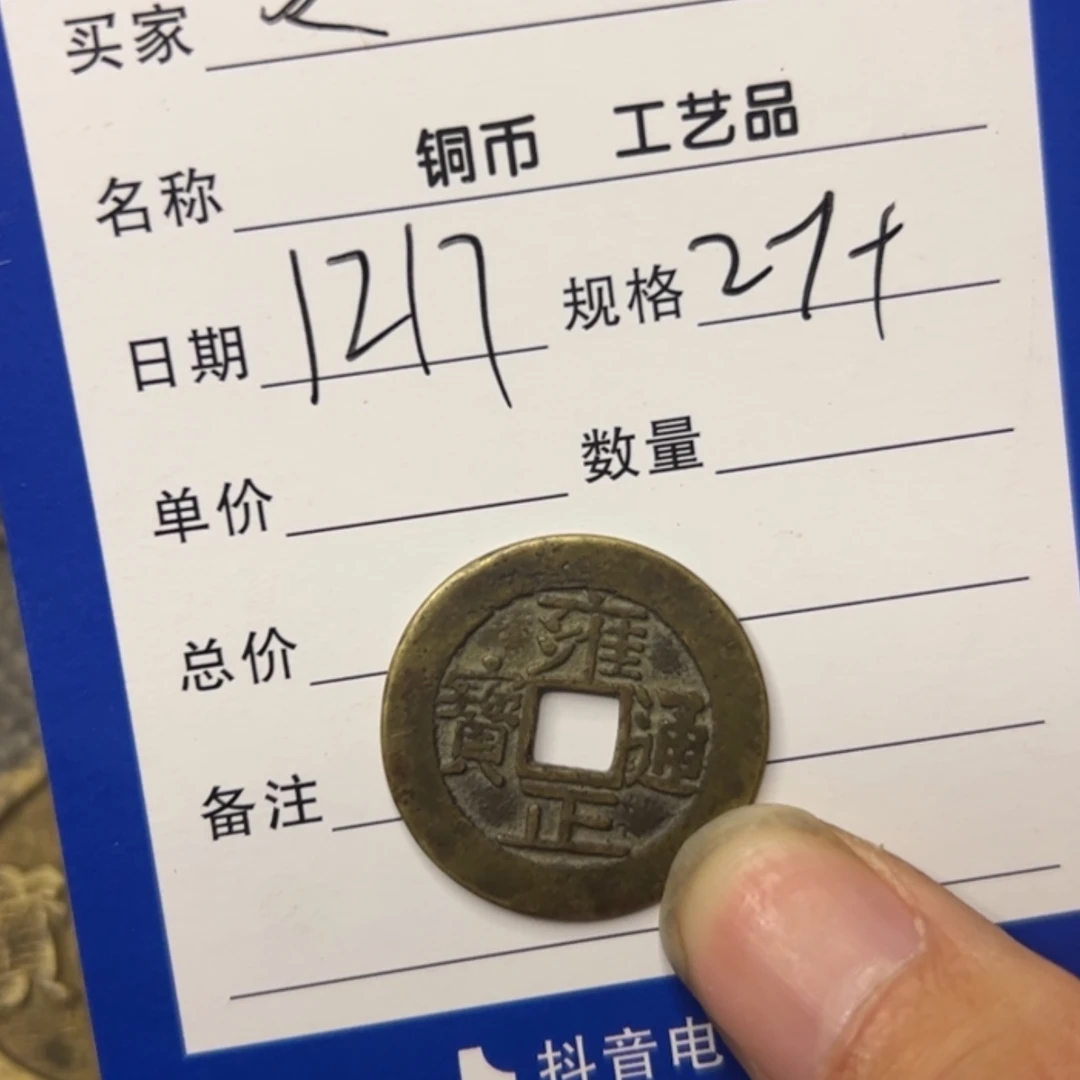 买家
名称 铜币 工艺品
日期 1217 规格 27+
单价 数量
总价
备注
雍正通寳
抖音电